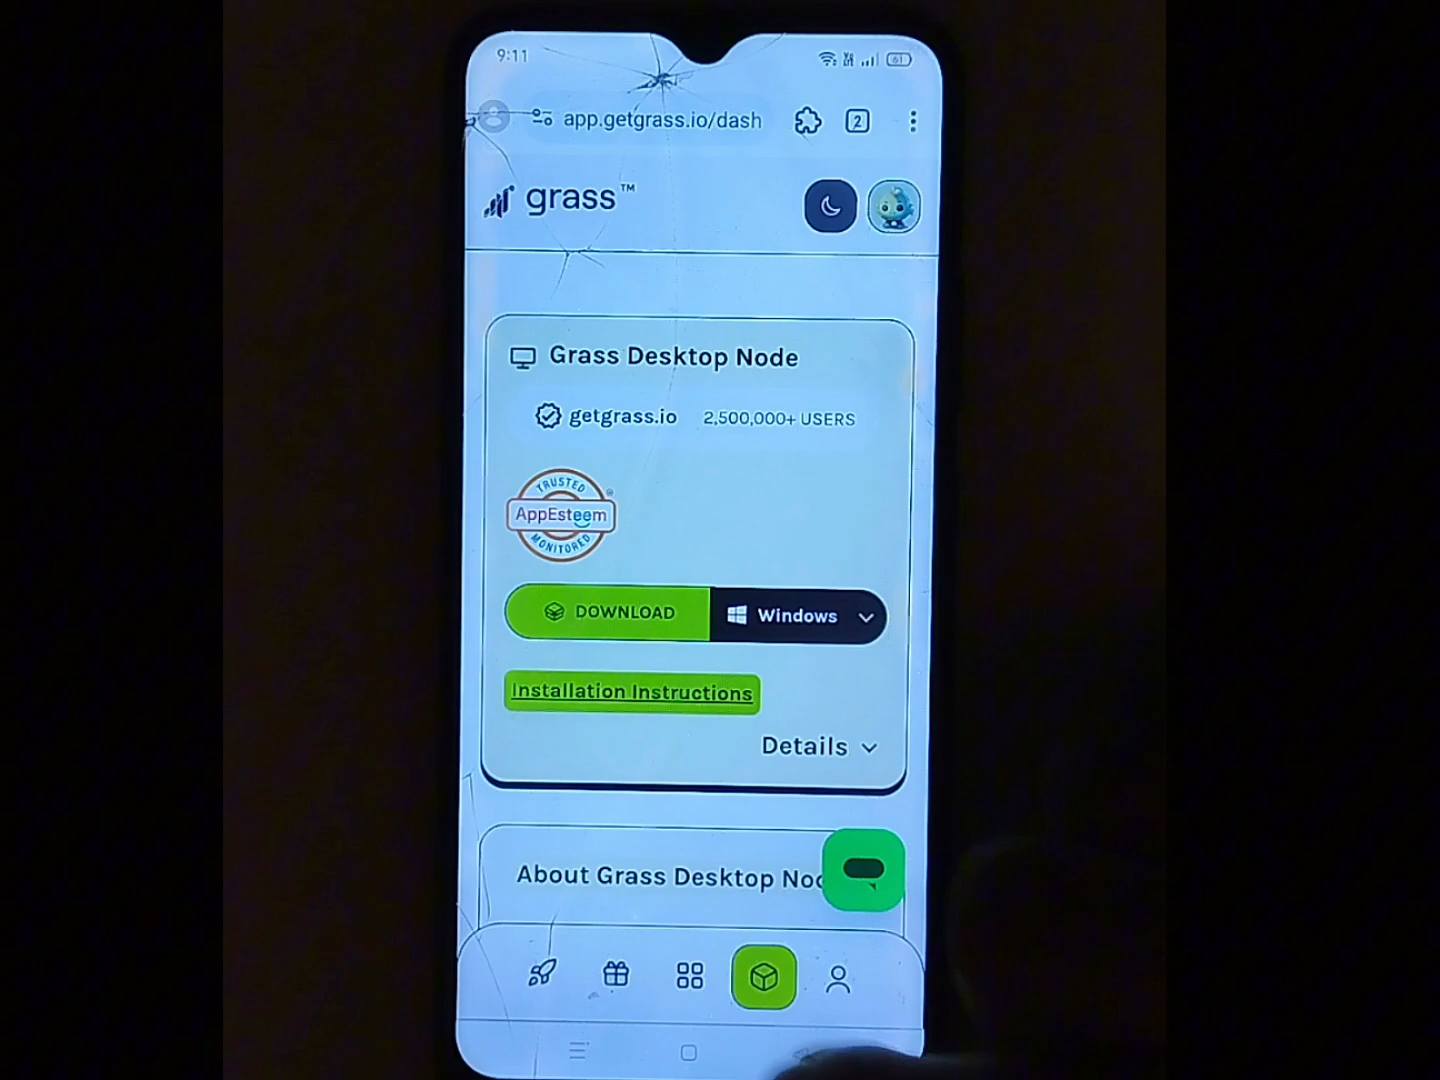 9:11
61
app.getgrass.io/dash
2
grass™
Grass Desktop Node
getgrass.io 2,500,000+ USERS
TRUSTED
AppEsteem®
MONITORED
DOWNLOAD Windows
Installation Instructions
Details
About Grass Desktop Noc